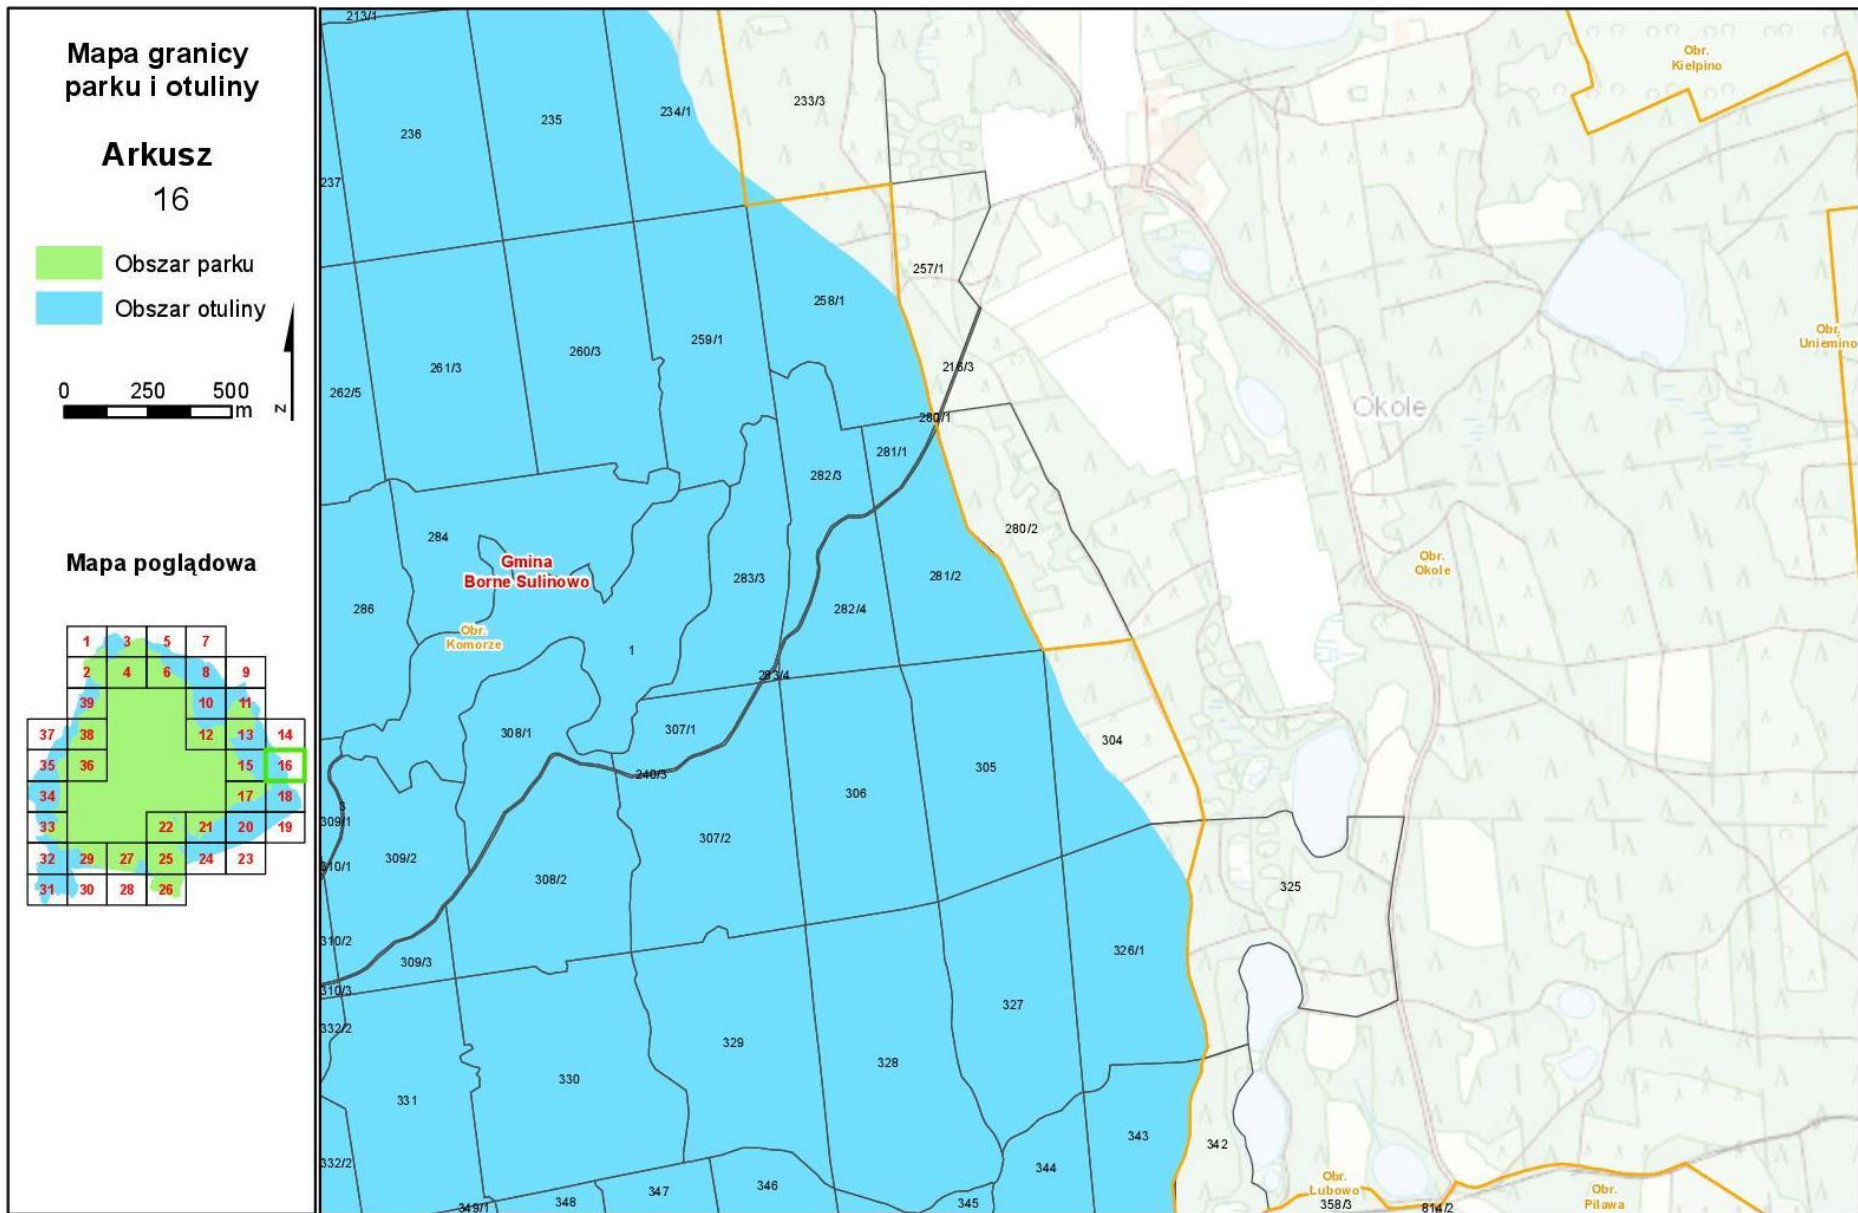 Mapa granicy
parku i otuliny
Arkusz
16
Obszar parku
Obszar otuliny
0 250 500
m
N
Mapa poglądowa
1 3 5 7
2 4 6 8 9
39 10 11
37 38 12 13 14
35 36 15 16
34 17 18
33 22 21 20 19
32 29 27 25 24 23
31 30 28 26
213/1
236
235
234/1
233/3
237
257/1
258/1
259/1
260/3
261/3
262/5
216/3
280/1
281/1
282/3
280/2
284
Gmina
Borne Sulinowo
283/3
281/2
282/4
286
Obr.
Komorze
1
283/4
307/1
308/1
304
240/3
305
306
3
309/1
307/2
309/2
310/1
308/2
325
310/2
309/3
326/1
310/3
327
332/2
329
328
330
331
343
342
332/2
344
346
347
348
349/1
345
Obr.
Kiełpino
Obr.
Uniemino
Okole
Obr.
Okole
Obr.
Lubowo
358/3
814/2
Obr.
Pilawa